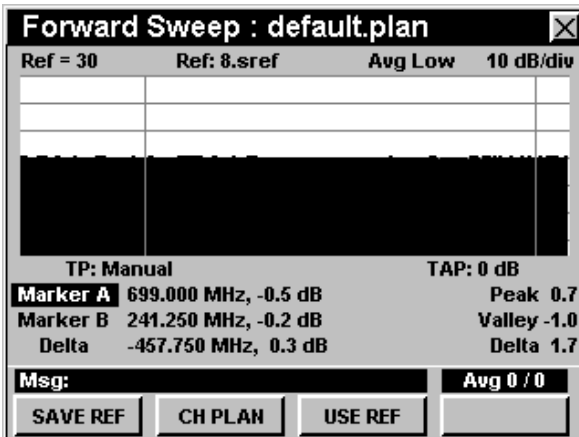 Forward Sweep : default.plan
Ref = 30 Ref: 8.sref Avg Low 10 dB/div
TP: Manual TAP: 0 dB
Marker A 699.000 MHz, -0.5 dB Peak 0.7
Marker B 241.250 MHz, -0.2 dB Valley -1.0
Delta -457.750 MHz, 0.3 dB Delta 1.7
Msg: Avg 0 / 0
SAVE REF CH PLAN USE REF